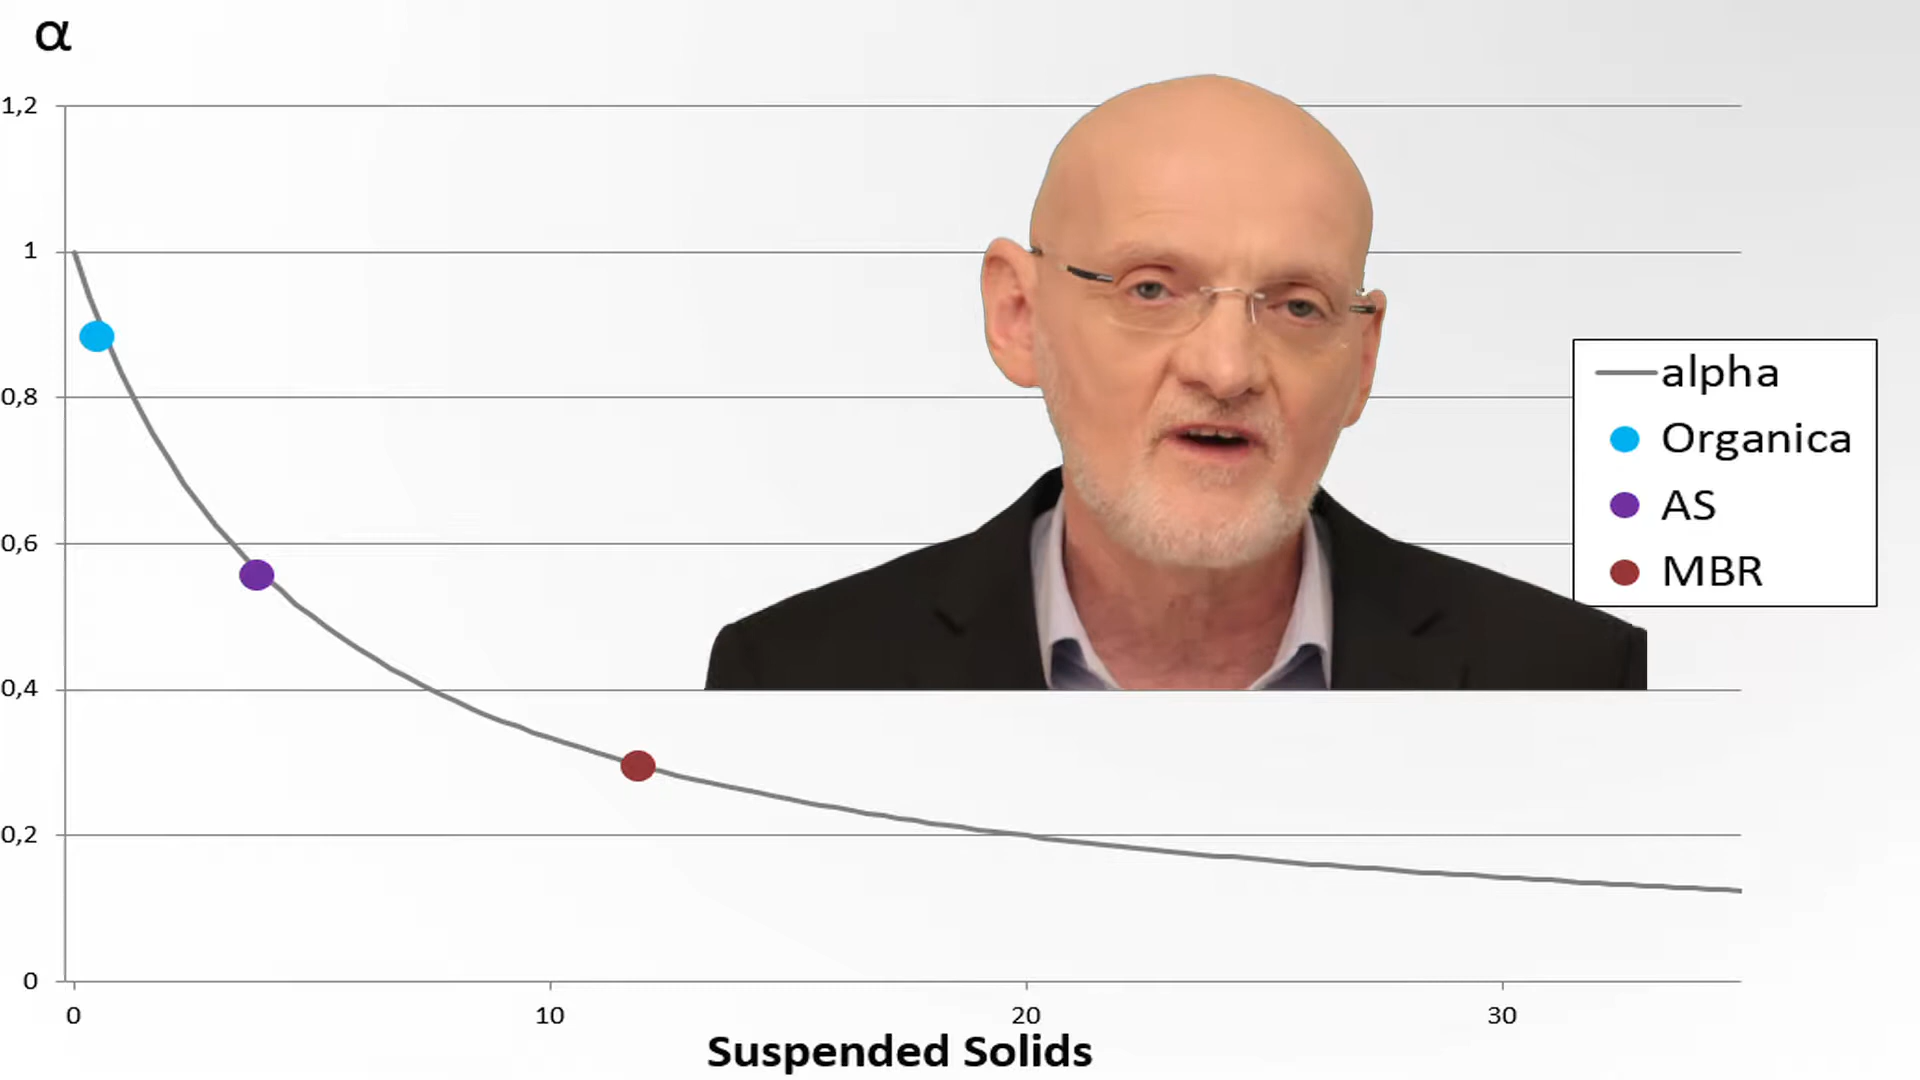 α
1,2
1
0,8
0,6
0,4
0,2
0
0 10 20 30
Suspended Solids
alpha
Organica
AS
MBR